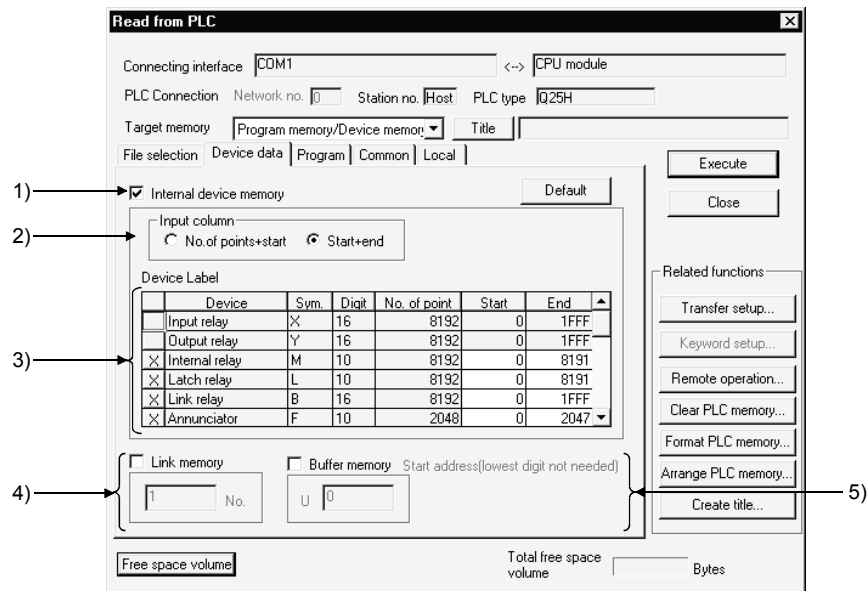 Read from PLC
Connecting interface COM1 <--> CPU module
PLC Connection Network no. 0 Station no. Host PLC type Q25H
Target memory Program memory/Device memor Title
File selection Device data Program Common Local
Execute
1) Internal device memory Default
Close
2) Input column
No.of points+start Start+end
Device Label
Related functions
Device Sym. Digit No. of point Start End
Transfer setup...
Input relay X 16 8192 0 1FFF
Output relay Y 16 8192 0 1FFF
Keyword setup...
3) X Internal relay M 10 8192 0 8191
X Latch relay L 10 8192 0 8191
Remote operation...
X Link relay B 16 8192 0 1FFF
Clear PLC memory...
X Annunciator F 10 2048 0 2047
Format PLC memory...
Link memory Buffer memory Start address(lowest digit not needed)
Arrange PLC memory...
4) 1 No. U 0 5)
Create title...
Free space volume Total free space
volume Bytes